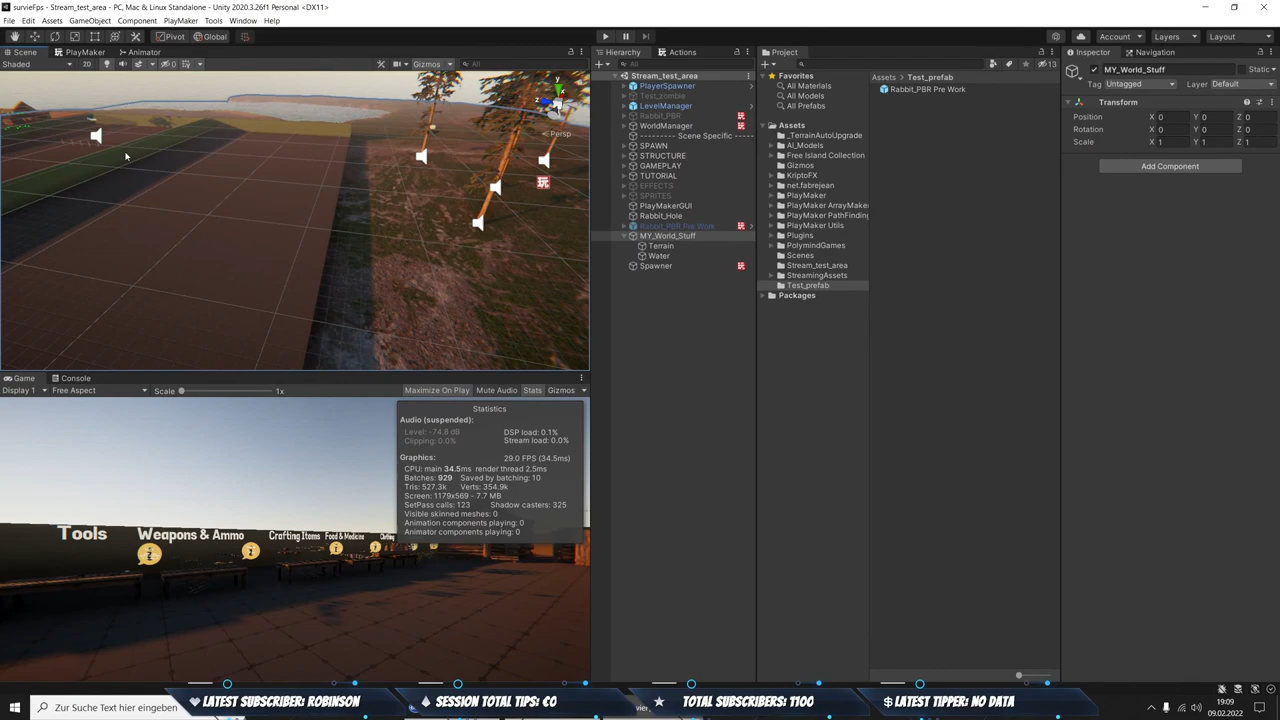 survieFps - Stream_test_area - PC, Mac & Linux Standalone - Unity 2020.3.26f1 Personal <DX11>
File Edit Assets GameObject Component PlayMaker Tools Window Help
Pivot Global
Account Layers Layout
Scene PlayMaker Animator
Shaded 2D 0 Gizmos All
y
x
z
< Persp
Hierarchy Actions
All
Stream_test_area
PlayerSpawner
Test_zombie
LevelManager
Rabbit_PBR
WorldManager
--------- Scene Specific ---------
SPAWN
STRUCTURE
GAMEPLAY
TUTORIAL
EFFECTS
SPRITES
PlayMakerGUI
Rabbit_Hole
Rabbit_PBR Pre Work
MY_World_Stuff
Terrain
Water
Spawner
Project
13
Favorites
All Materials
All Models
All Prefabs
Assets
_TerrainAutoUpgrade
AI_Models
Free Island Collection
Gizmos
KriptoFX
net.fabrejean
PlayMaker
PlayMaker ArrayMaker
PlayMaker PathFinding
PlayMaker Utils
Plugins
PolymindGames
Scenes
Stream_test_area
StreamingAssets
Test_prefab
Packages
Assets > Test_prefab
Rabbit_PBR Pre Work
Inspector Navigation
MY_World_Stuff Static
Tag Untagged Layer Default
Transform
Position X 0 Y 0 Z 0
Rotation X 0 Y 0 Z 0
Scale X 1 Y 1 Z 1
Add Component
Game Console
Display 1 Free Aspect Scale 1x Maximize On Play Mute Audio Stats Gizmos
Statistics
Audio (suspended):
Level: -74.8 dB DSP load: 0.1%
Clipping: 0.0% Stream load: 0.0%
Graphics: 29.0 FPS (34.5ms)
CPU: main 34.5ms render thread 2.5ms
Batches: 929 Saved by batching: 10
Tris: 527.3k Verts: 354.9k
Screen: 1179x569 - 7.7 MB
SetPass calls: 123 Shadow casters: 325
Visible skinned meshes: 0
Animation components playing: 0
Animator components playing: 0
Tools Weapons & Ammo Crafting Items Food & Medicine
LATEST SUBSCRIBER: ROBINSON SESSION TOTAL TIPS: €0 TOTAL SUBSCRIBERS: 1100 LATEST TIPPER: NO DATA
Zur Suche Text hier eingeben
19:09
09.02.2022